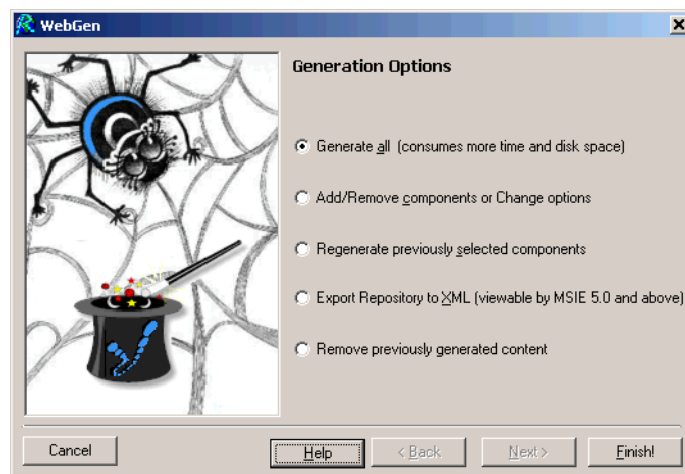 WebGen
Generation Options
Generate all (consumes more time and disk space)
Add/Remove components or Change options
Regenerate previously selected components
Export Repository to XML (viewable by MSIE 5.0 and above)
Remove previously generated content
Cancel
Help
< Back
Next >
Finish!